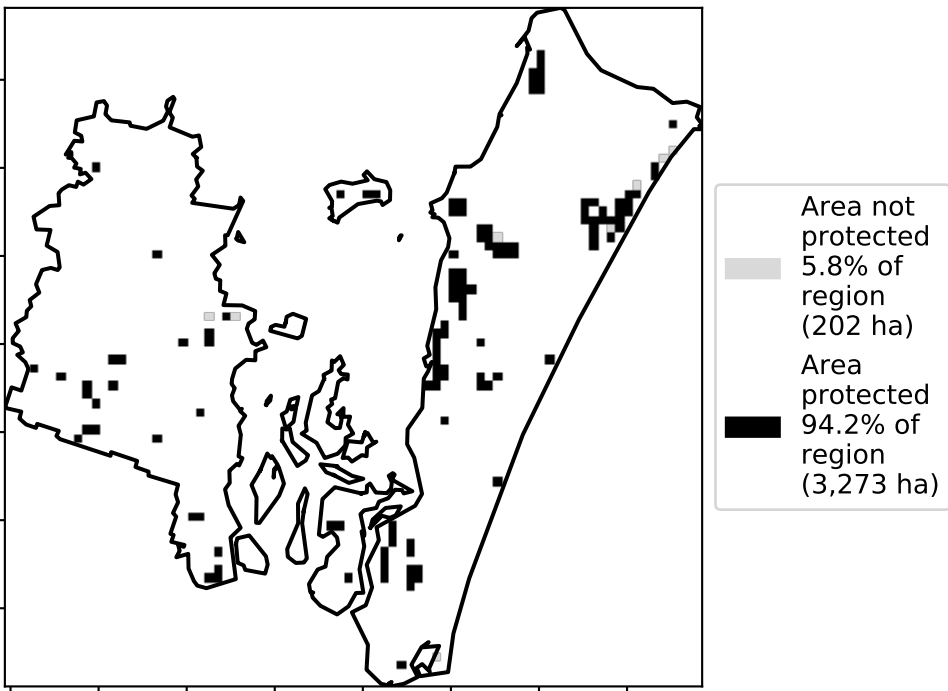 Area not
protected
5.8% of
region
(202 ha)
Area
protected
94.2% of
region
(3,273 ha)